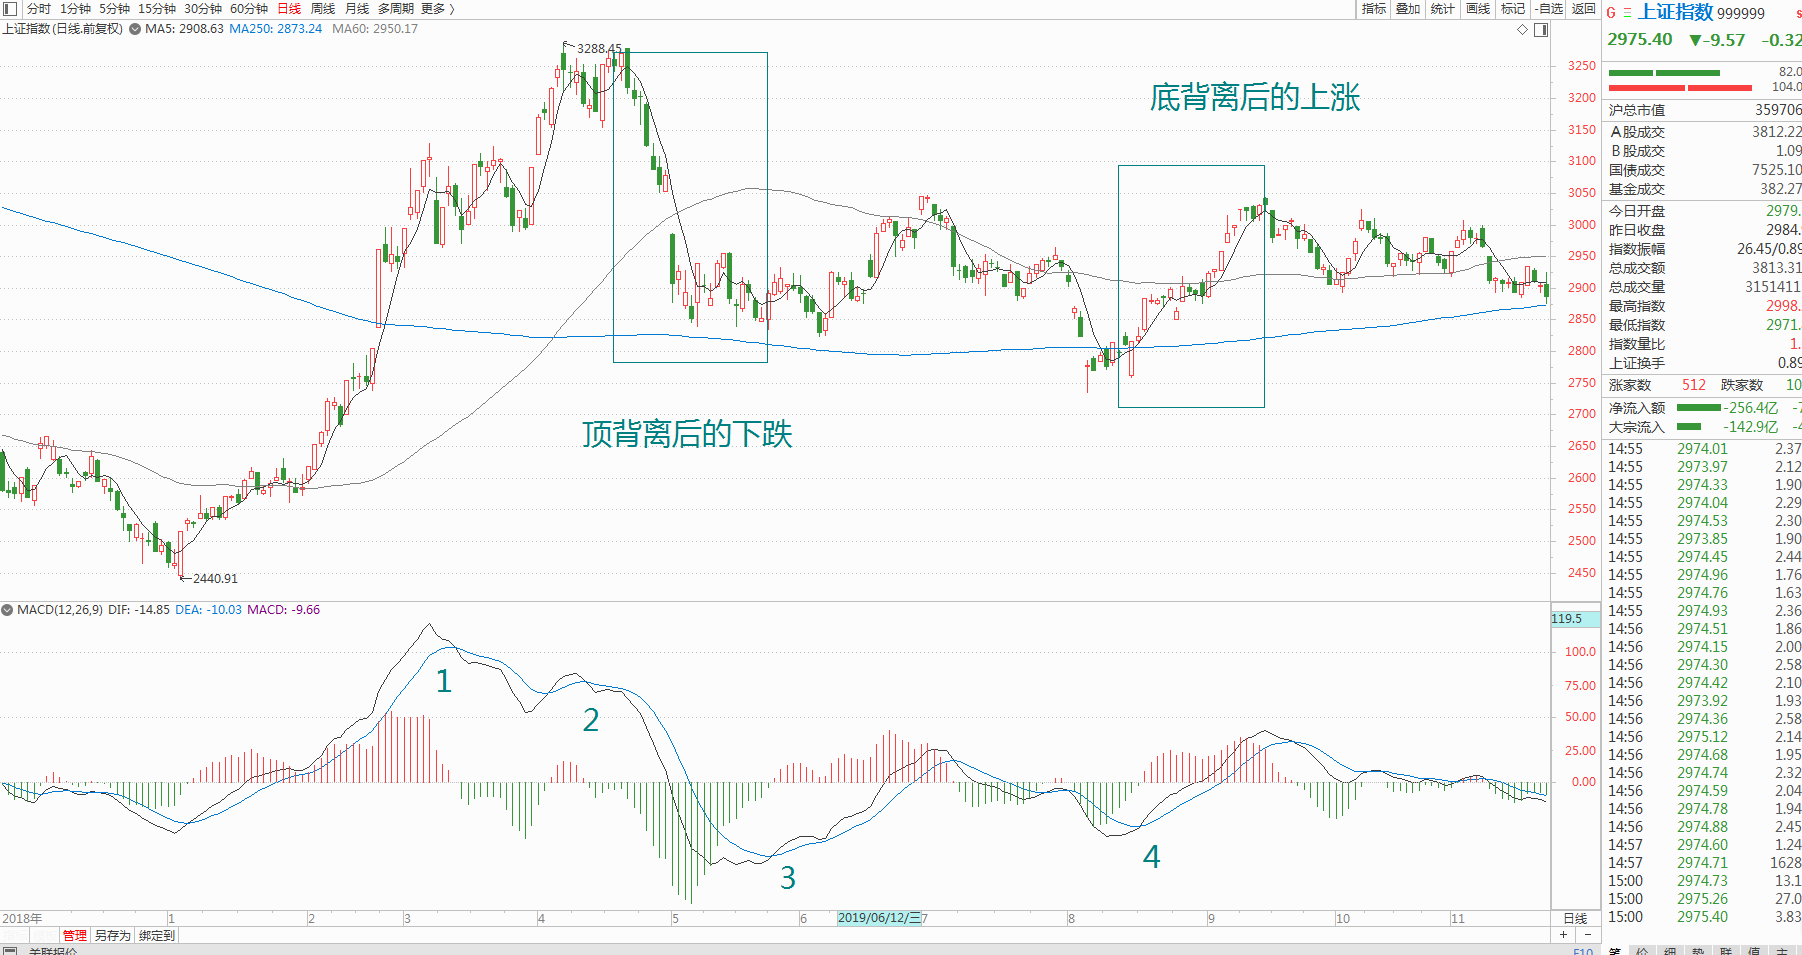 分时 1分钟 5分钟 15分钟 30分钟 60分钟 日线 周线 月线 多周期 更多 〉
指标 叠加 统计 画线 标记 -自选 返回
上证指数(日线,前复权) MA5: 2908.63 MA250: 2873.24 MA60: 2950.17
3288.45
2440.91
底背离后的上涨
顶背离后的下跌
3250
3200
3150
3100
3050
3000
2950
2900
2850
2800
2750
2700
2650
2600
2550
2500
2450
MACD(12,26,9) DIF: -14.85 DEA: -10.03 MACD: -9.66
119.5
100.0
75.00
50.00
25.00
0.00
1
2
3
4
2018年 1 2 3 4 5 6 2019/06/12/三 7 8 9 10 11 日线
管理 另存为 绑定到
+ −
关联报价
F10
G 上证指数 999999
2975.40 ▼-9.57 -0.32
82.0
104.0
沪总市值 359706
A股成交 3812.22
B股成交 1.09
国债成交 7525.10
基金成交 382.27
今日开盘 2979.
昨日收盘 2984.
指数振幅 26.45/0.89
总成交额 3813.31
总成交量 3151411
最高指数 2998.
最低指数 2971.
指数量比 1.
上证换手 0.89
涨家数 512 跌家数 10
净流入额 -256.4亿
大宗流入 -142.9亿
14:55 2974.01 2.37
14:55 2973.97 2.12
14:55 2974.33 1.90
14:55 2974.04 2.29
14:55 2974.53 2.30
14:55 2973.85 1.90
14:55 2974.45 2.44
14:55 2974.96 1.76
14:55 2974.76 1.63
14:55 2974.93 2.36
14:56 2974.51 1.86
14:56 2974.15 2.00
14:56 2974.30 2.58
14:56 2974.42 2.10
14:56 2973.92 1.93
14:56 2974.36 2.58
14:56 2975.12 2.14
14:56 2974.68 1.95
14:56 2974.74 2.32
14:56 2974.59 2.04
14:56 2974.78 1.94
14:56 2974.88 2.45
14:57 2974.60 1.24
14:57 2974.71 1628
15:00 2974.73 13.1
15:00 2975.26 27.0
15:00 2975.40 3.83
笔 价 细 势 联 值 主